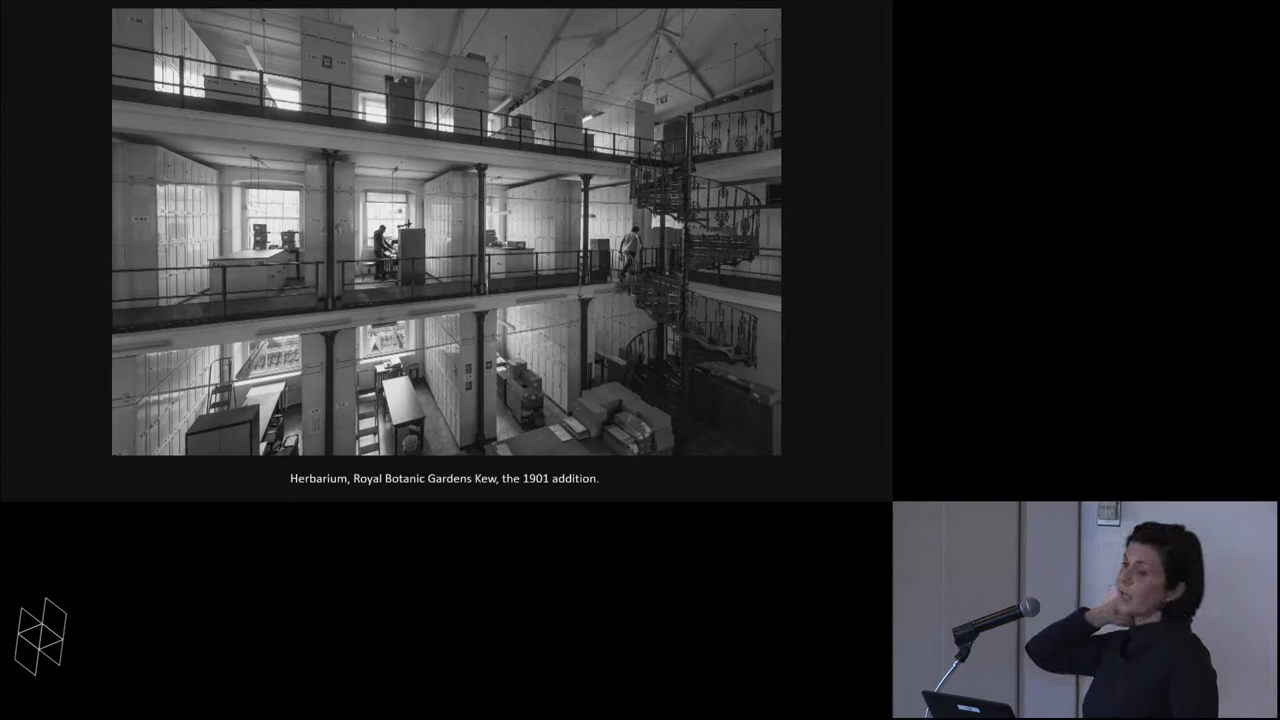 Herbarium, Royal Botanic Gardens Kew, the 1901 addition.